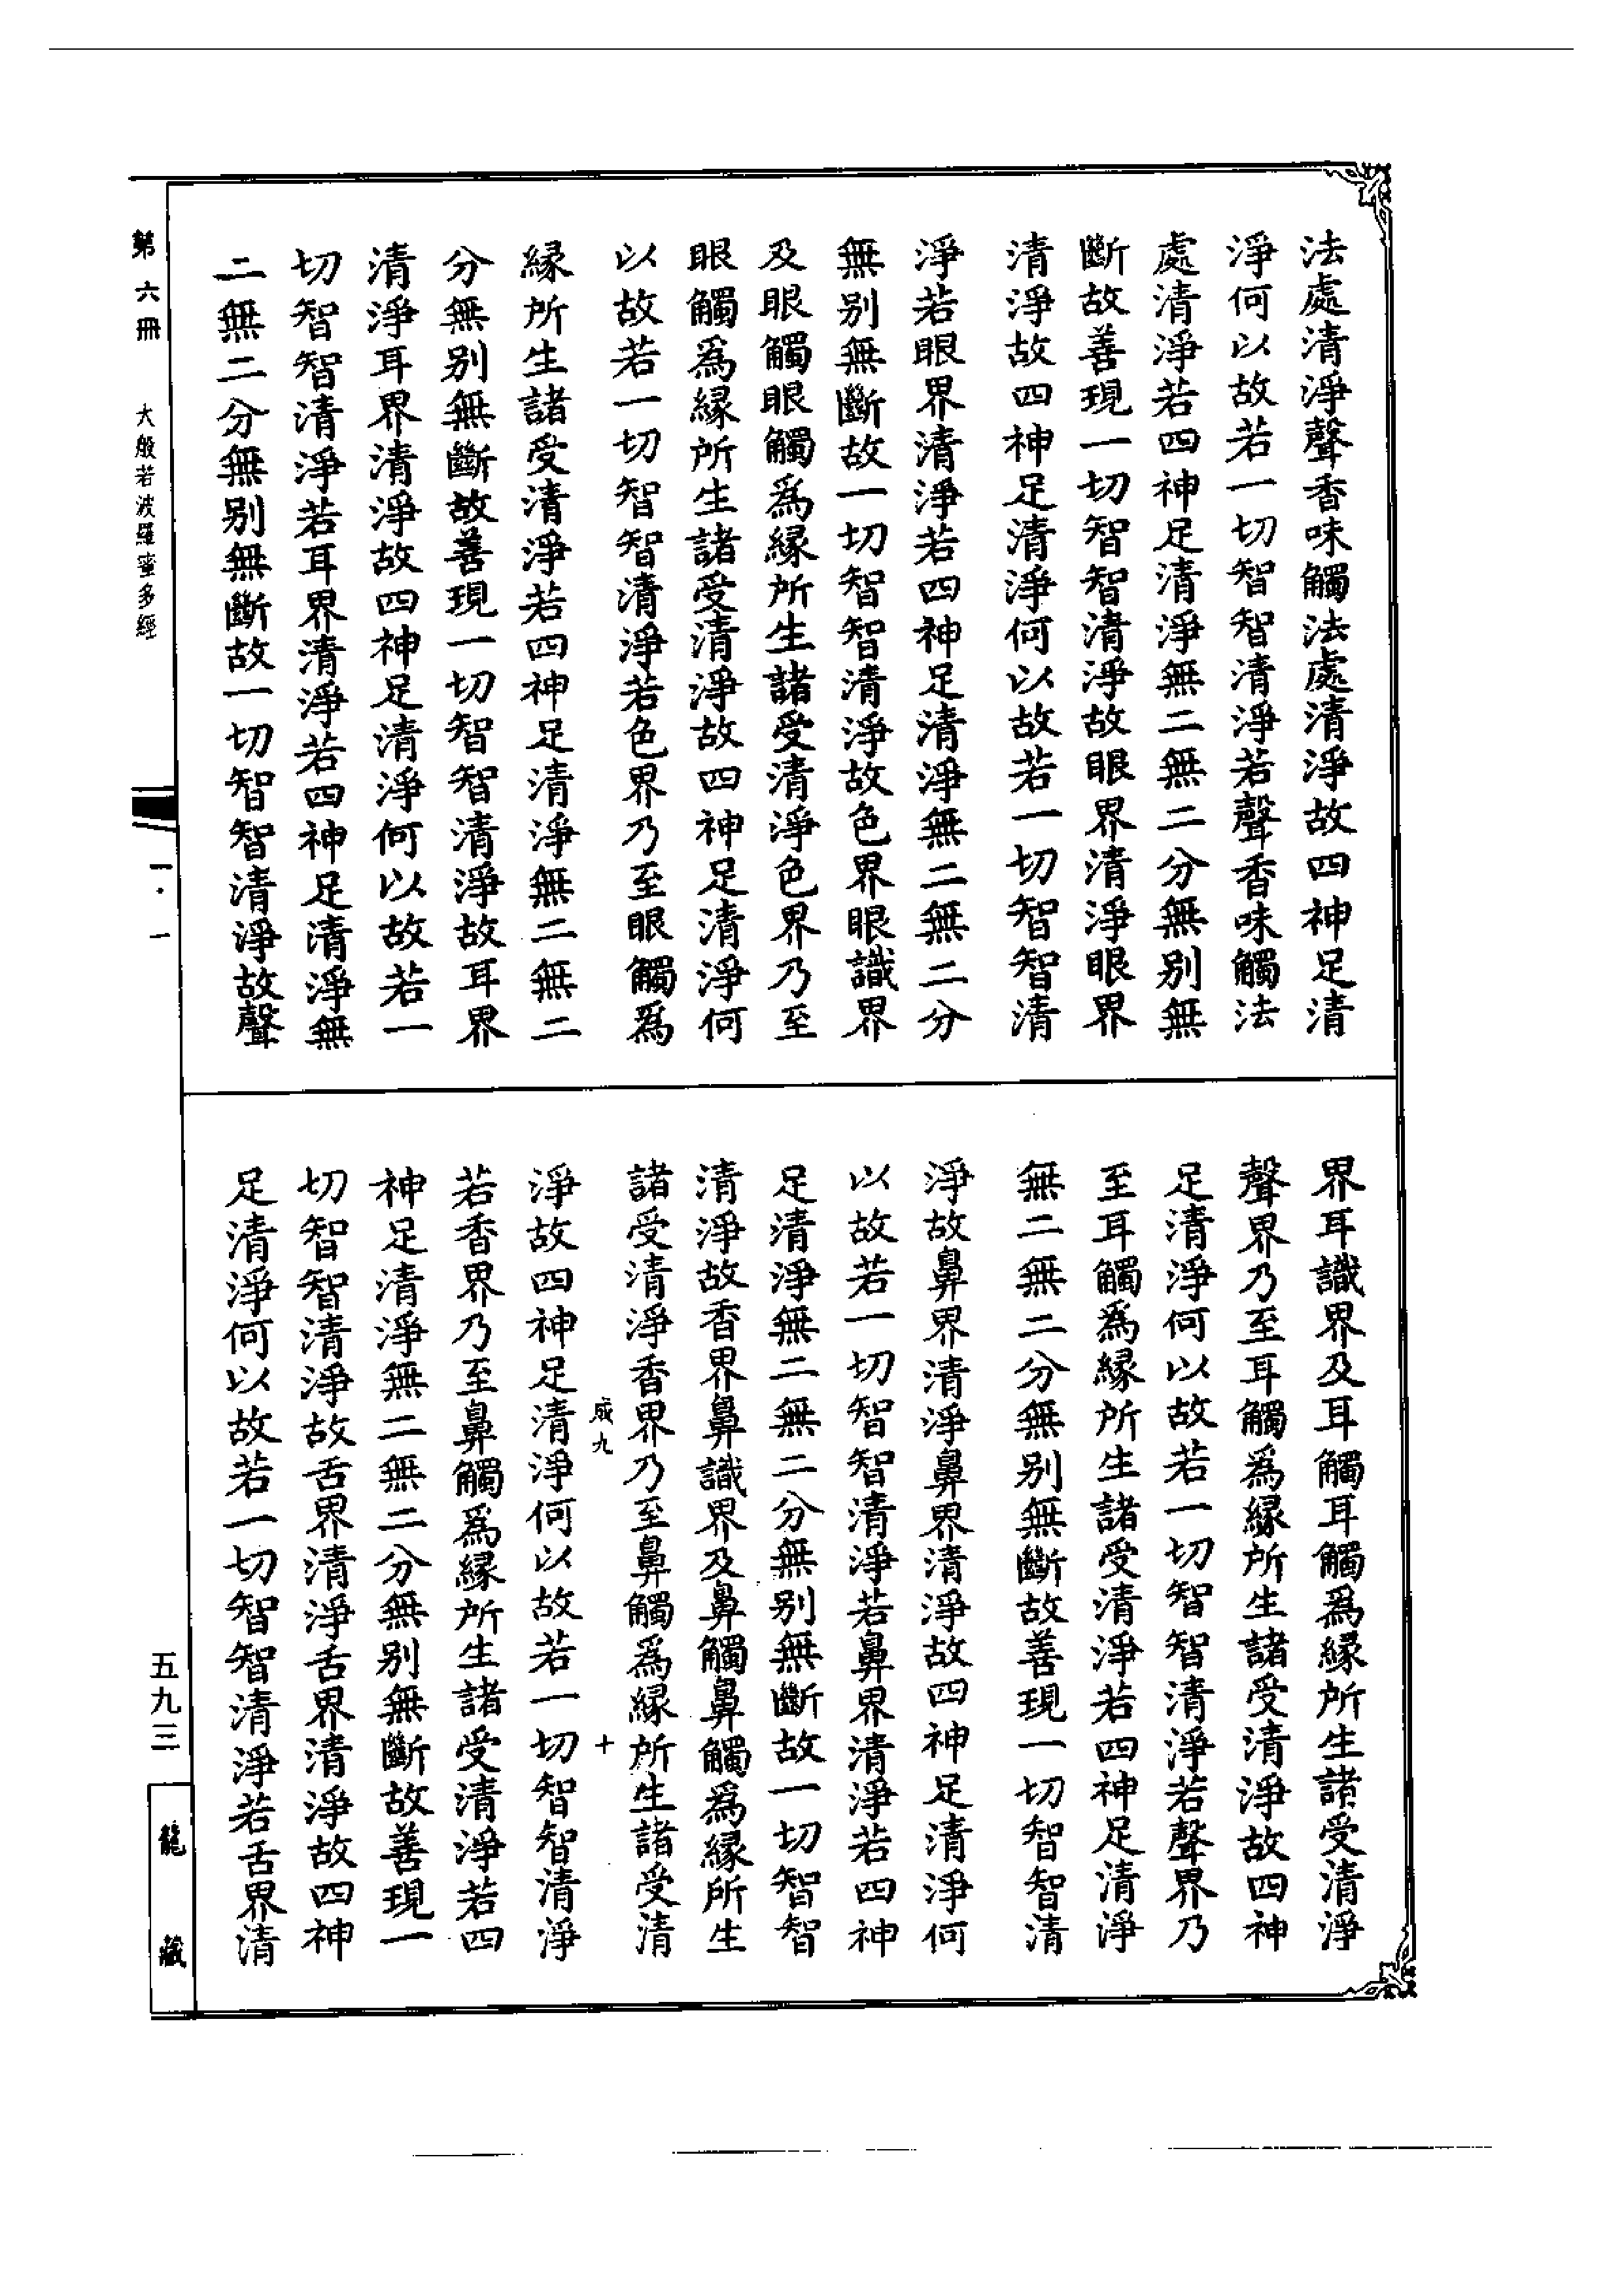 法處清淨聲香味觸法處清淨故四神足清
淨何以故若一切智智清淨若聲香味觸法
處清淨若四神足清淨無二無二分無別無
斷故善現一切智智清淨故眼界清淨眼界
清淨故四神足清淨何以故若一切智智清
淨若眼界清淨若四神足清淨無二無二分
無別無斷故一切智智清淨故色界眼識界
及眼觸眼觸爲緣所生諸受清淨色界乃至
眼觸爲緣所生諸受清淨故四神足清淨何
以故若一切智智清淨若色界乃至眼觸爲
緣所生諸受清淨若四神足清淨無二無二
分無別無斷故善現一切智智清淨故耳界
清淨耳界清淨故四神足清淨何以故若一
切智智清淨若耳界清淨若四神足清淨無
二無二分無別無斷故一切智智清淨故聲
界耳識界及耳觸耳觸爲緣所生諸受清淨
聲界乃至耳觸爲緣所生諸受清淨故四神
足清淨何以故若一切智智清淨若聲界乃
至耳觸爲緣所生諸受清淨若四神足清淨
無二無二分無別無斷故善現一切智智清
淨故鼻界清淨鼻界清淨故四神足清淨何
以故若一切智智清淨若鼻界清淨若四神
足清淨無二無二分無別無斷故一切智智
清淨故香界鼻識界及鼻觸鼻觸爲緣所生
諸受清淨香界乃至鼻觸爲緣所生諸受清
咸九 十
淨故四神足清淨何以故若一切智智清淨
若香界乃至鼻觸爲緣所生諸受清淨若四
神足清淨無二無二分無別無斷故善現一
切智智清淨故舌界清淨舌界清淨故四神
足清淨何以故若一切智智清淨若舌界清
第六冊 大般若波羅蜜多經 一·一 五九三 龍藏